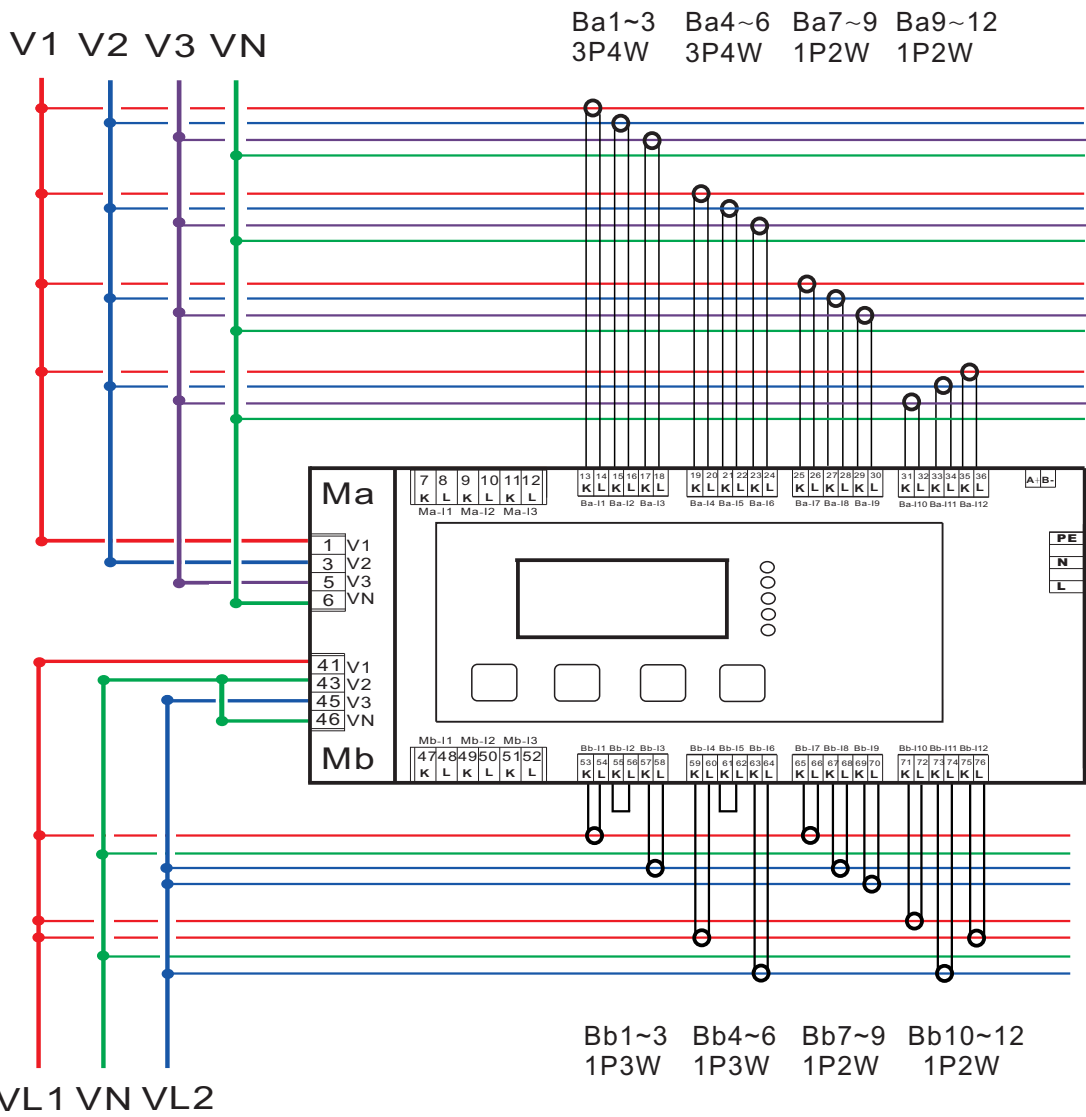 Ba1~3 Ba4~6 Ba7~9 Ba9~12
3P4W 3P4W 1P2W 1P2W
V1 V2 V3 VN
Ma
7 8 9 10 11 12
K L K L K L
Ma-I1 Ma-I2 Ma-I3
13 14 15 16 17 18
K L K L K L
Ba-I1 Ba-I2 Ba-I3
19 20 21 22 23 24
K L K L K L
Ba-I4 Ba-I5 Ba-I6
25 26 27 28 29 30
K L K L K L
Ba-I7 Ba-I8 Ba-I9
31 32 33 34 35 36
K L K L K L
Ba-I10 Ba-I11 Ba-I12
A+ B-
1 V1
3 V2
5 V3
6 VN
PE
N
L
41 V1
43 V2
45 V3
46 VN
Mb
Mb-I1 Mb-I2 Mb-I3
47 48 49 50 51 52
K L K L K L
Bb-I1 Bb-I2 Bb-I3
53 54 55 56 57 58
K L K L K L
Bb-I4 Bb-I5 Bb-I6
59 60 61 62 63 64
K L K L K L
Bb-I7 Bb-I8 Bb-I9
65 66 67 68 69 70
K L K L K L
Bb-I10 Bb-I11 Bb-I12
71 72 73 74 75 76
K L K L K L
Bb1~3 Bb4~6 Bb7~9 Bb10~12
1P3W 1P3W 1P2W 1P2W
VL1 VN VL2